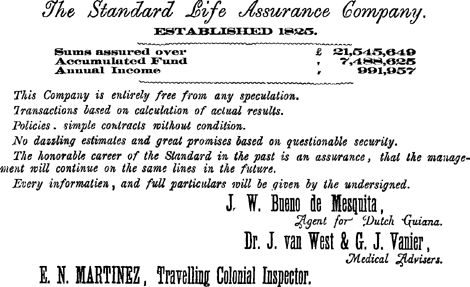 The Standard Life Assurance Company.
ESTABLISHED 1825.
Sums assured over £ 21,545,649
Accumulated Fund „ 7,488,625
Annual Income „ 991,957
This Company is entirely free from any speculation.
Transactions based on calculation of actual results.
Policies. simple contracts without condition.
No dazzling estimates and great promises based on questionable security.
The honorable career of the Standard in the past is an assurance, that the manage-
ment will continue on the same lines in the future.
Every information, and full particulars will be given by the undersigned.
J. W. Bueno de Mesquita,
Agent for Dutch Guiana.
Dr. J. van West & G. J. Vanier,
Medical Advisers.
E. N. MARTINEZ, Travelling Colonial Inspector.